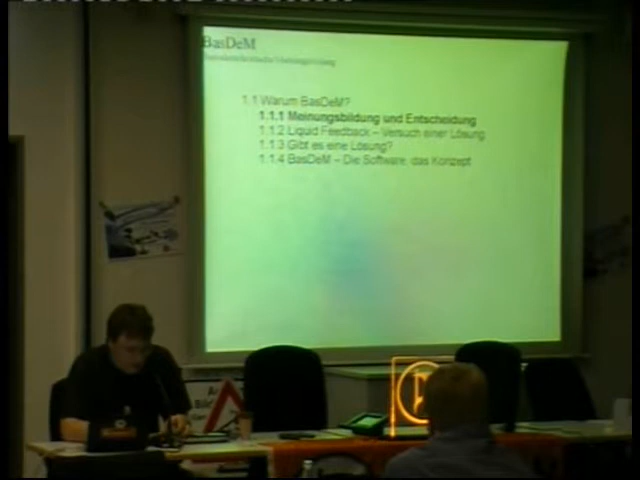 BasDeM
1.1 Warum BasDeM?
1.1.1 Meinungsbildung und Entscheidung
1.1.2 Liquid Feedback – Versuch einer Lösung
1.1.3 Gibt es eine Lösung?
1.1.4 BasDeM – Die Software, das Konzept